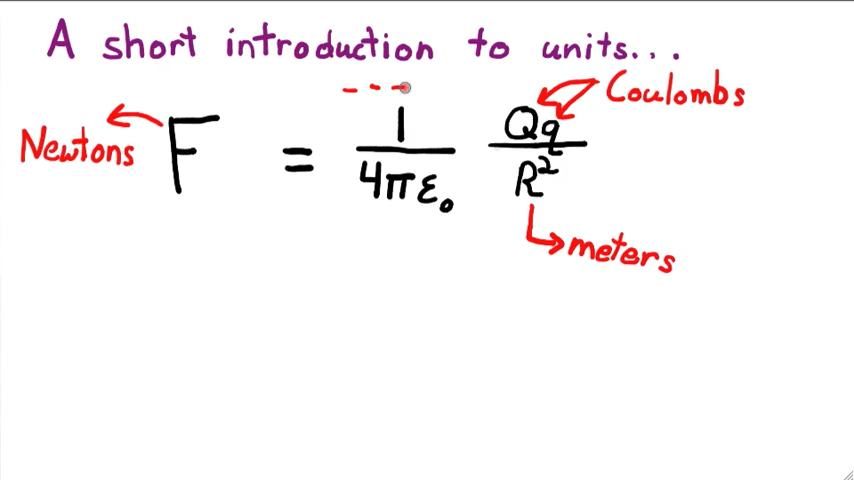 A short introduction to units...
Coulombs
Newtons
F = 1/4πε₀ Qq/R²
meters